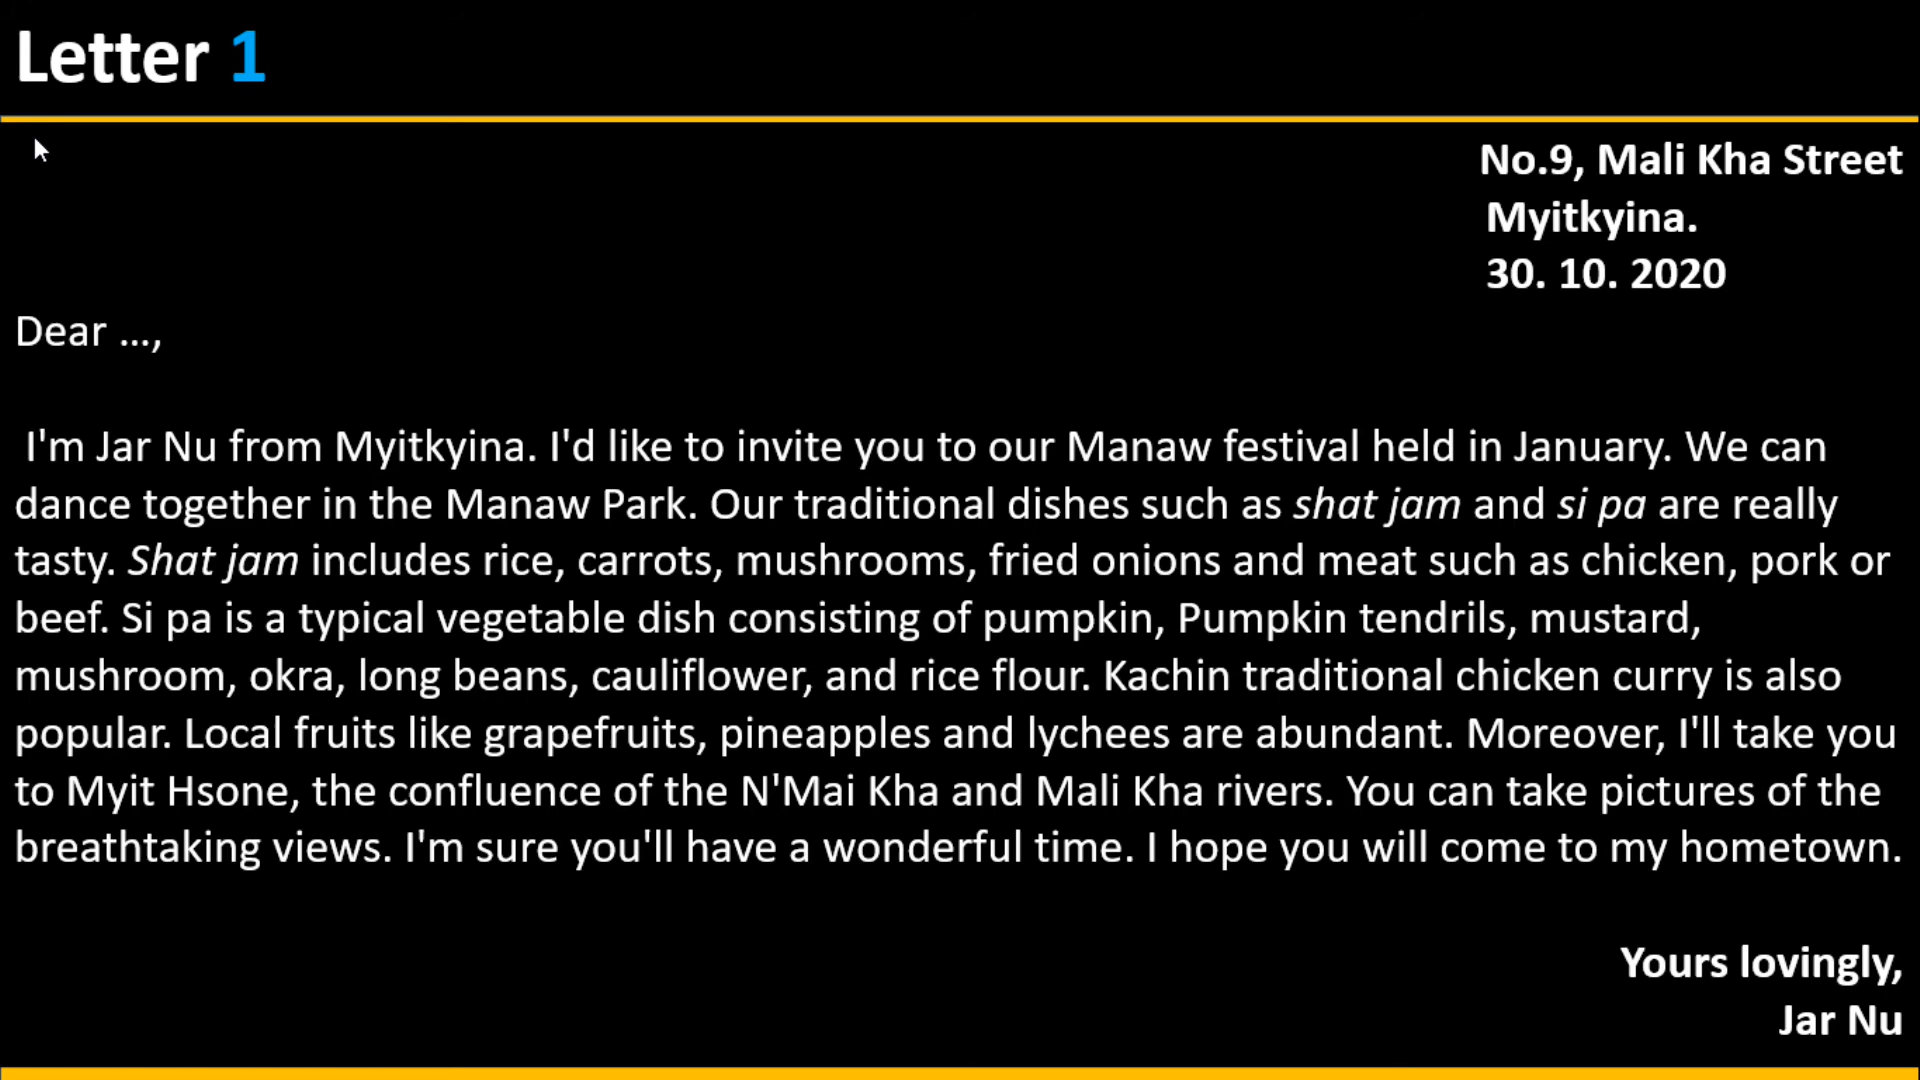 Letter 1
No.9, Mali Kha Street
Myitkyina.
30. 10. 2020
Dear ...,
I'm Jar Nu from Myitkyina. I'd like to invite you to our Manaw festival held in January. We can
dance together in the Manaw Park. Our traditional dishes such as shat jam and si pa are really
tasty. Shat jam includes rice, carrots, mushrooms, fried onions and meat such as chicken, pork or
beef. Si pa is a typical vegetable dish consisting of pumpkin, Pumpkin tendrils, mustard,
mushroom, okra, long beans, cauliflower, and rice flour. Kachin traditional chicken curry is also
popular. Local fruits like grapefruits, pineapples and lychees are abundant. Moreover, I'll take you
to Myit Hsone, the confluence of the N'Mai Kha and Mali Kha rivers. You can take pictures of the
breathtaking views. I'm sure you'll have a wonderful time. I hope you will come to my hometown.
Yours lovingly,
Jar Nu